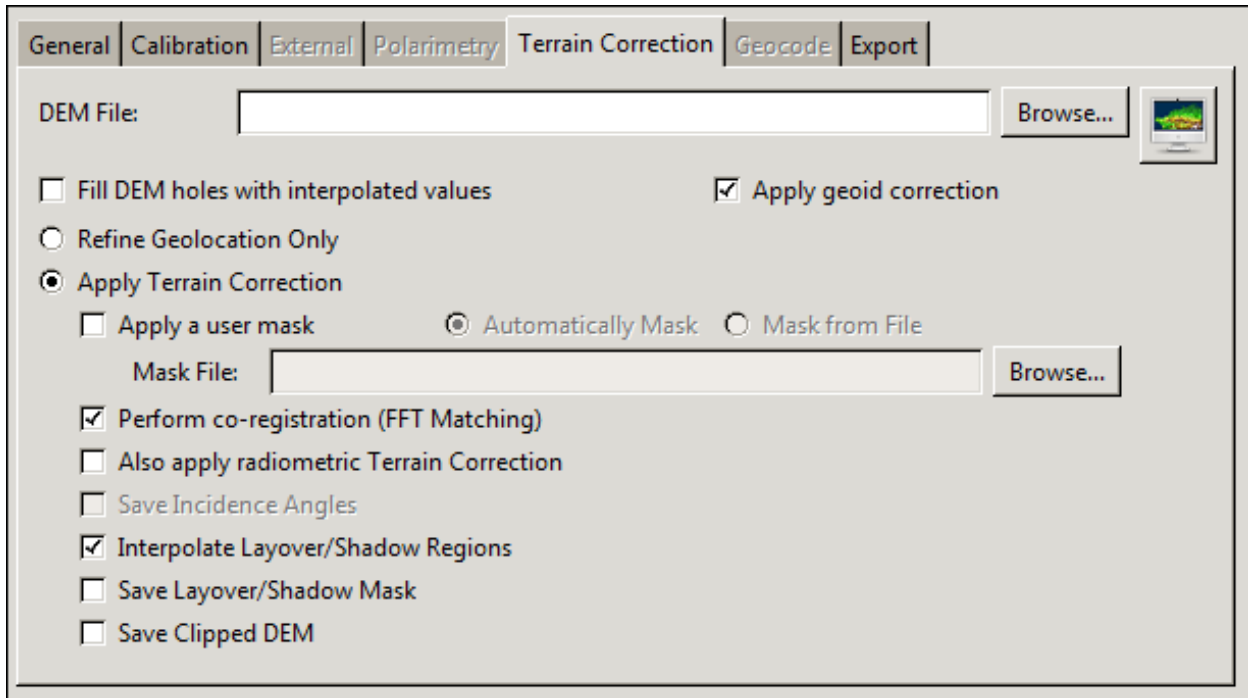 General Calibration External Polarimetry Terrain Correction Geocode Export
DEM File: Browse...
Fill DEM holes with interpolated values Apply geoid correction
Refine Geolocation Only
Apply Terrain Correction
Apply a user mask Automatically Mask Mask from File
Mask File: Browse...
Perform co-registration (FFT Matching)
Also apply radiometric Terrain Correction
Save Incidence Angles
Interpolate Layover/Shadow Regions
Save Layover/Shadow Mask
Save Clipped DEM